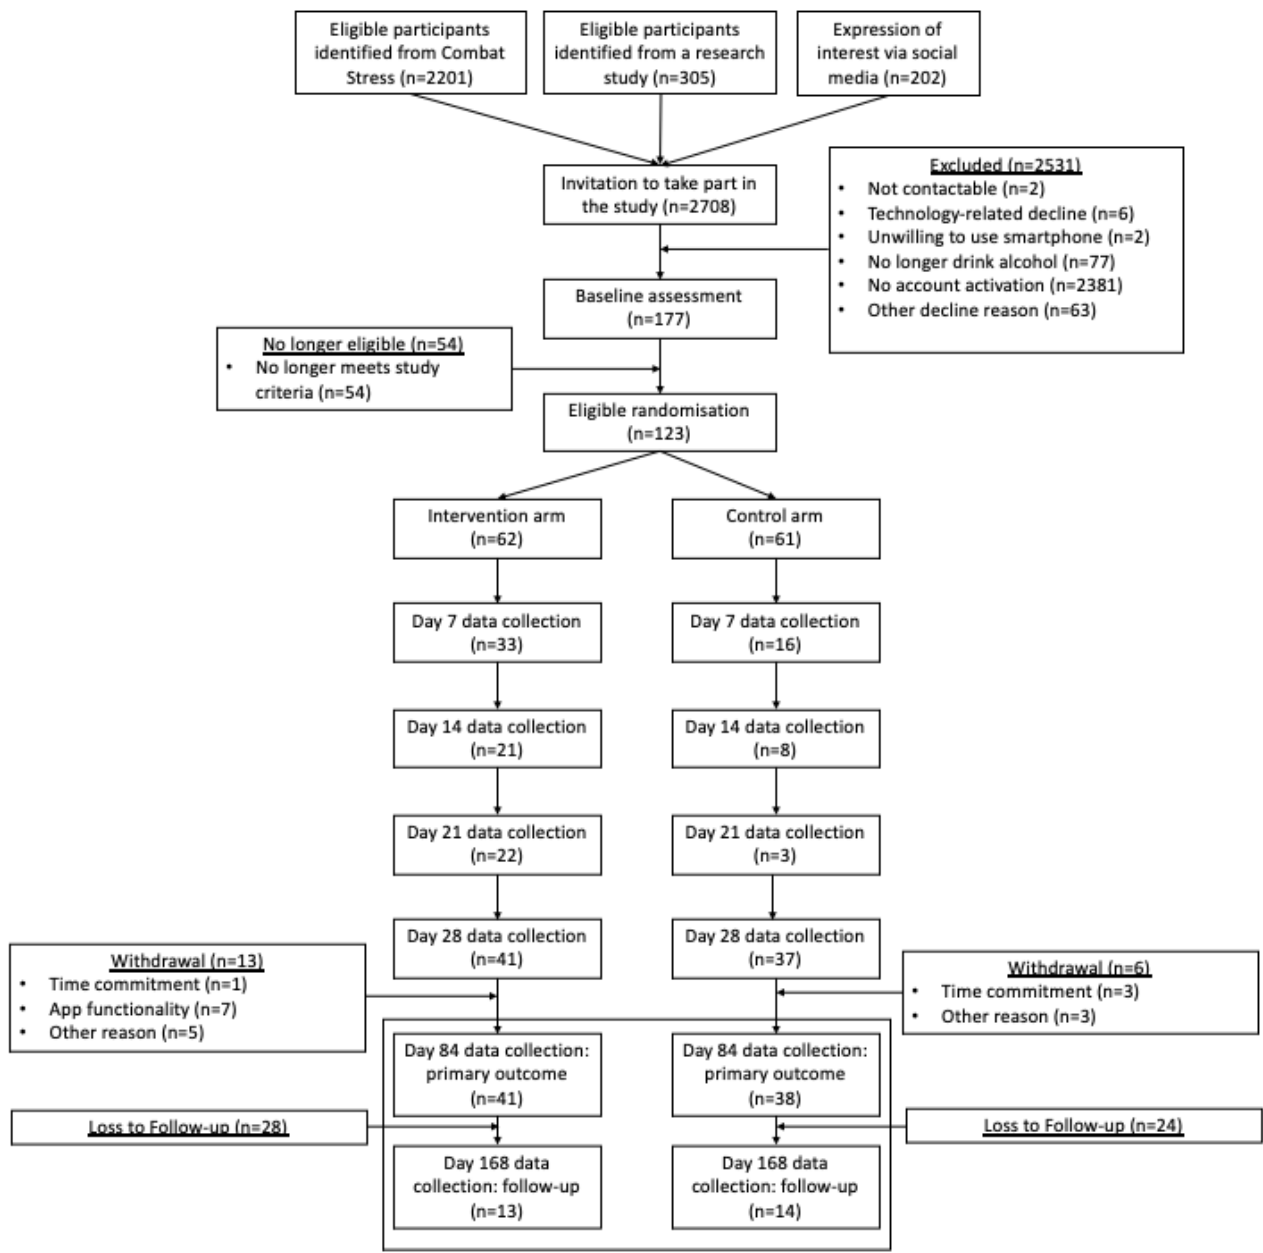 Eligible participants
identified from Combat
Stress (n=2201)
Eligible participants
identified from a research
study (n=305)
Expression of
interest via social
media (n=202)
Invitation to take part in
the study (n=2708)
Excluded (n=2531)
• Not contactable (n=2)
• Technology-related decline (n=6)
• Unwilling to use smartphone (n=2)
• No longer drink alcohol (n=77)
• No account activation (n=2381)
• Other decline reason (n=63)
Baseline assessment
(n=177)
No longer eligible (n=54)
• No longer meets study
criteria (n=54)
Eligible randomisation
(n=123)
Intervention arm
(n=62)
Control arm
(n=61)
Day 7 data collection
(n=33)
Day 7 data collection
(n=16)
Day 14 data collection
(n=21)
Day 14 data collection
(n=8)
Day 21 data collection
(n=22)
Day 21 data collection
(n=3)
Day 28 data collection
(n=41)
Day 28 data collection
(n=37)
Withdrawal (n=13)
• Time commitment (n=1)
• App functionality (n=7)
• Other reason (n=5)
Withdrawal (n=6)
• Time commitment (n=3)
• Other reason (n=3)
Day 84 data collection:
primary outcome
(n=41)
Day 84 data collection:
primary outcome
(n=38)
Loss to Follow-up (n=28)
Loss to Follow-up (n=24)
Day 168 data
collection: follow-up
(n=13)
Day 168 data
collection: follow-up
(n=14)